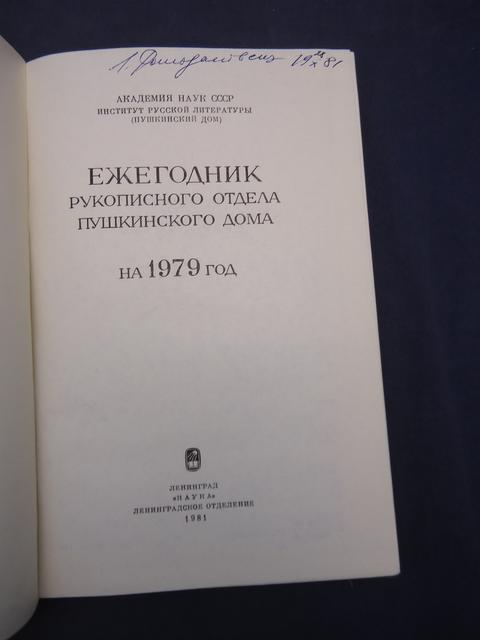 АКАДЕМИЯ НАУК СССР
ИНСТИТУТ РУССКОЙ ЛИТЕРАТУРЫ
(ПУШКИНСКИЙ ДОМ)
ЕЖЕГОДНИК
РУКОПИСНОГО ОТДЕЛА
ПУШКИНСКОГО ДОМА
НА 1979 ГОД
ЛЕНИНГРАД
«НАУКА»
ЛЕНИНГРАДСКОЕ ОТДЕЛЕНИЕ
1981